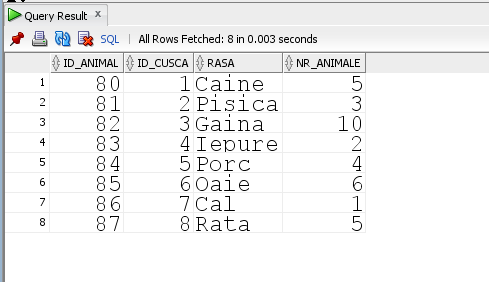 Query Result ×
SQL | All Rows Fetched: 8 in 0.003 seconds
ID_ANIMAL ID_CUSCA RASA NR_ANIMALE
1 80 1 Caine 5
2 81 2 Pisica 3
3 82 3 Gaina 10
4 83 4 Iepure 2
5 84 5 Porc 4
6 85 6 Oaie 6
7 86 7 Cal 1
8 87 8 Rata 5